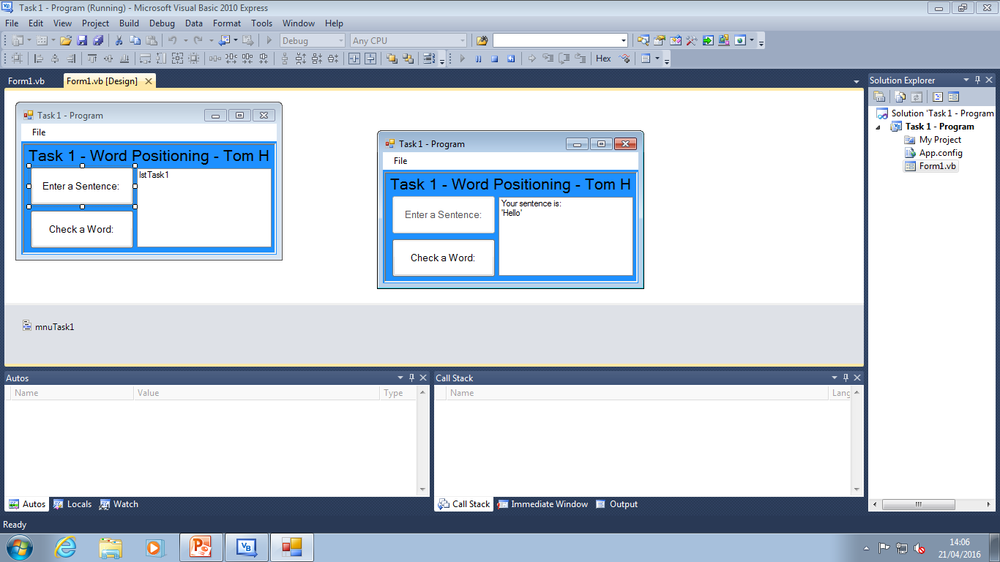 Task 1 - Program (Running) - Microsoft Visual Basic 2010 Express
File Edit View Project Build Debug Data Format Tools Window Help
Debug Any CPU
Hex
Form1.vb Form1.vb [Design]
Task 1 - Program
File
Task 1 - Word Positioning - Tom H
Enter a Sentence:
lstTask1
Check a Word:
Task 1 - Program
File
Task 1 - Word Positioning - Tom H
Enter a Sentence:
Your sentence is:
'Hello'
Check a Word:
mnuTask1
Solution Explorer
Solution 'Task 1 - Program
Task 1 - Program
My Project
App.config
Form1.vb
Autos
Name Value Type
Autos Locals Watch
Call Stack
Name Lang
Call Stack Immediate Window Output
Ready
14:06
21/04/2016